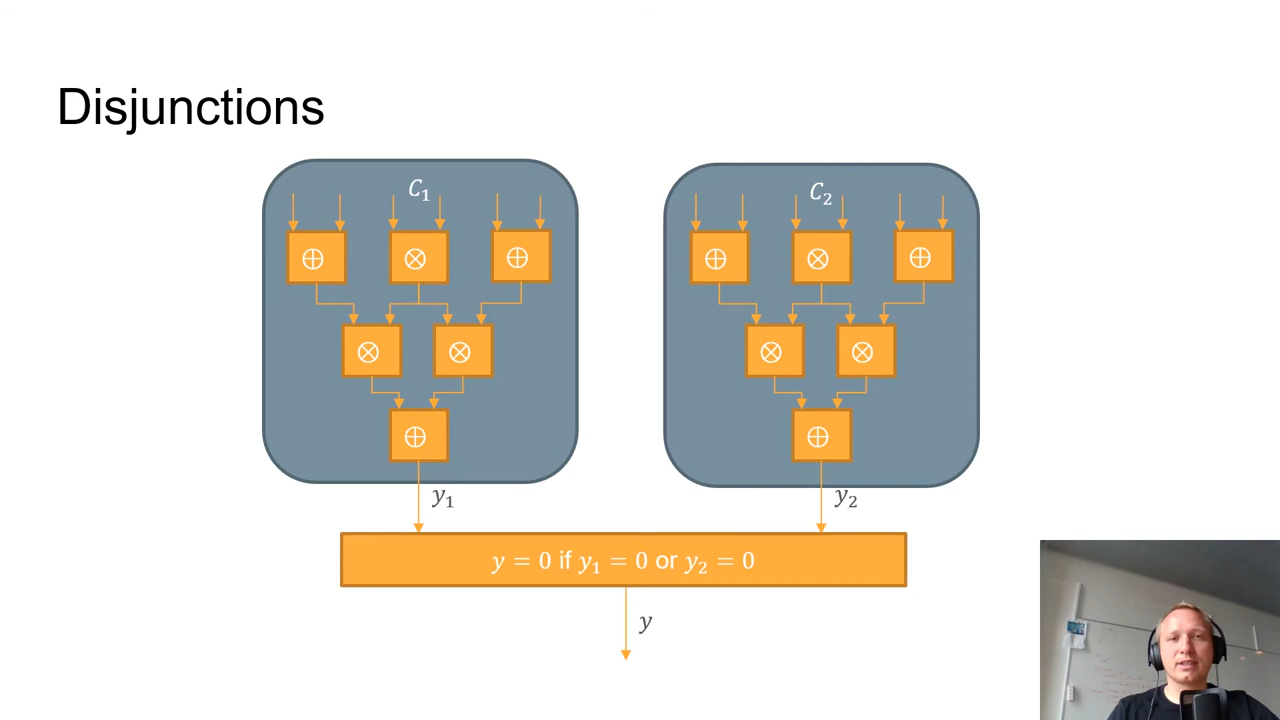 Disjunctions
C₁
C₂
⊕ ⊗ ⊕ ⊕ ⊗ ⊕
⊗ ⊗ ⊗ ⊗
⊕ ⊕
y₁
y₂
y = 0 if y₁ = 0 or y₂ = 0
y